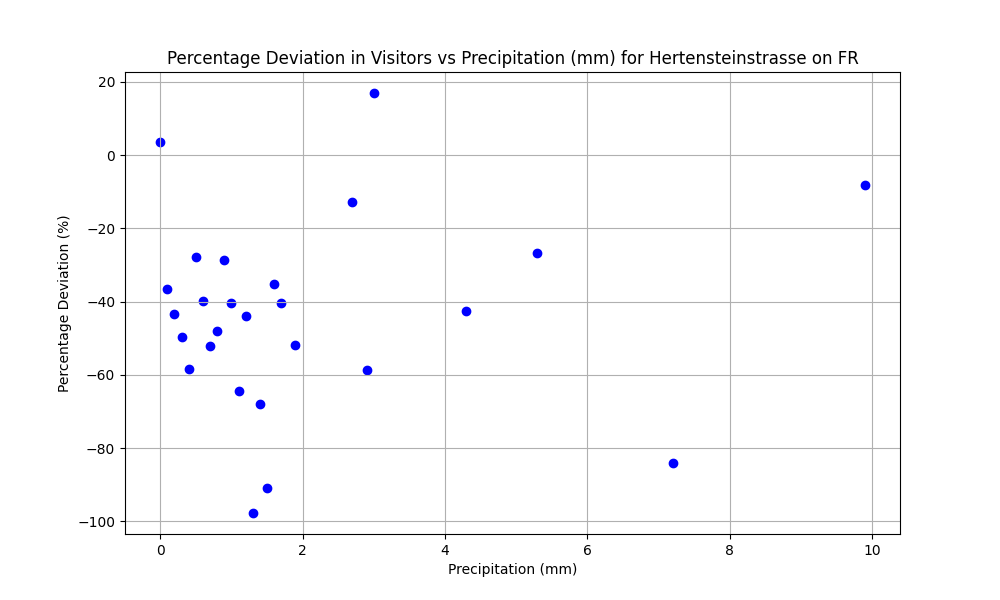 Percentage Deviation in Visitors vs Precipitation (mm) for Hertensteinstrasse on FR
20
0
−20
−40
−60
−80
−100
Percentage Deviation (%)
0 2 4 6 8 10
Precipitation (mm)